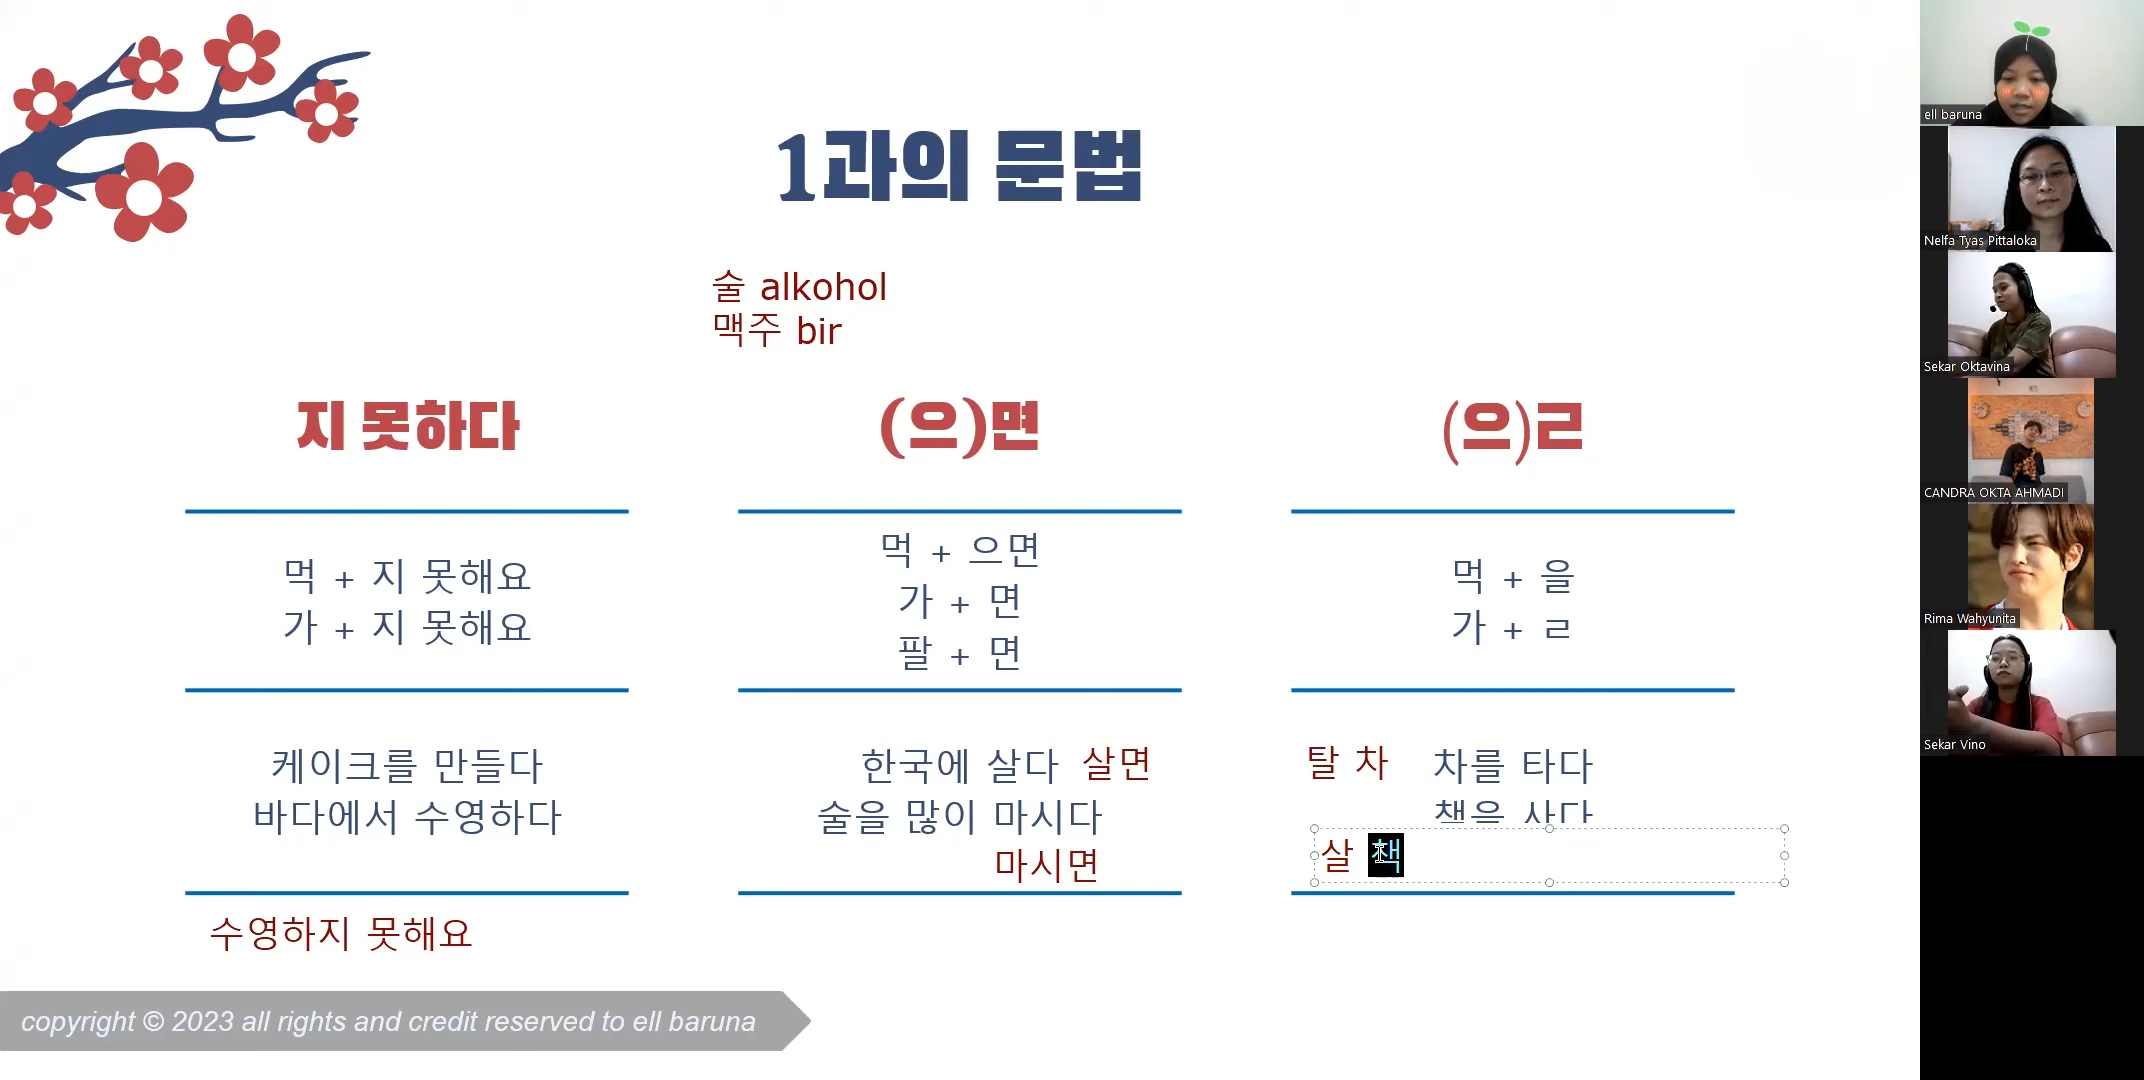 1과의 문법
술 alkohol
맥주 bir
지 못하다
먹 + 지 못해요
가 + 지 못해요
케이크를 만들다
바다에서 수영하다
수영하지 못해요
(으)면
먹 + 으면
가 + 면
팔 + 면
한국에 살다 살면
술을 많이 마시다
마시면
(으)ㄹ
먹 + 을
가 + ㄹ
탈 차 차를 타다
책을 사다
살 책
copyright © 2023 all rights and credit reserved to ell baruna
ell baruna
Nelfa Tyas Pittaloka
Sekar Oktavina
CANDRA OKTA AHMADI
Rima Wahyunita
Sekar Vino